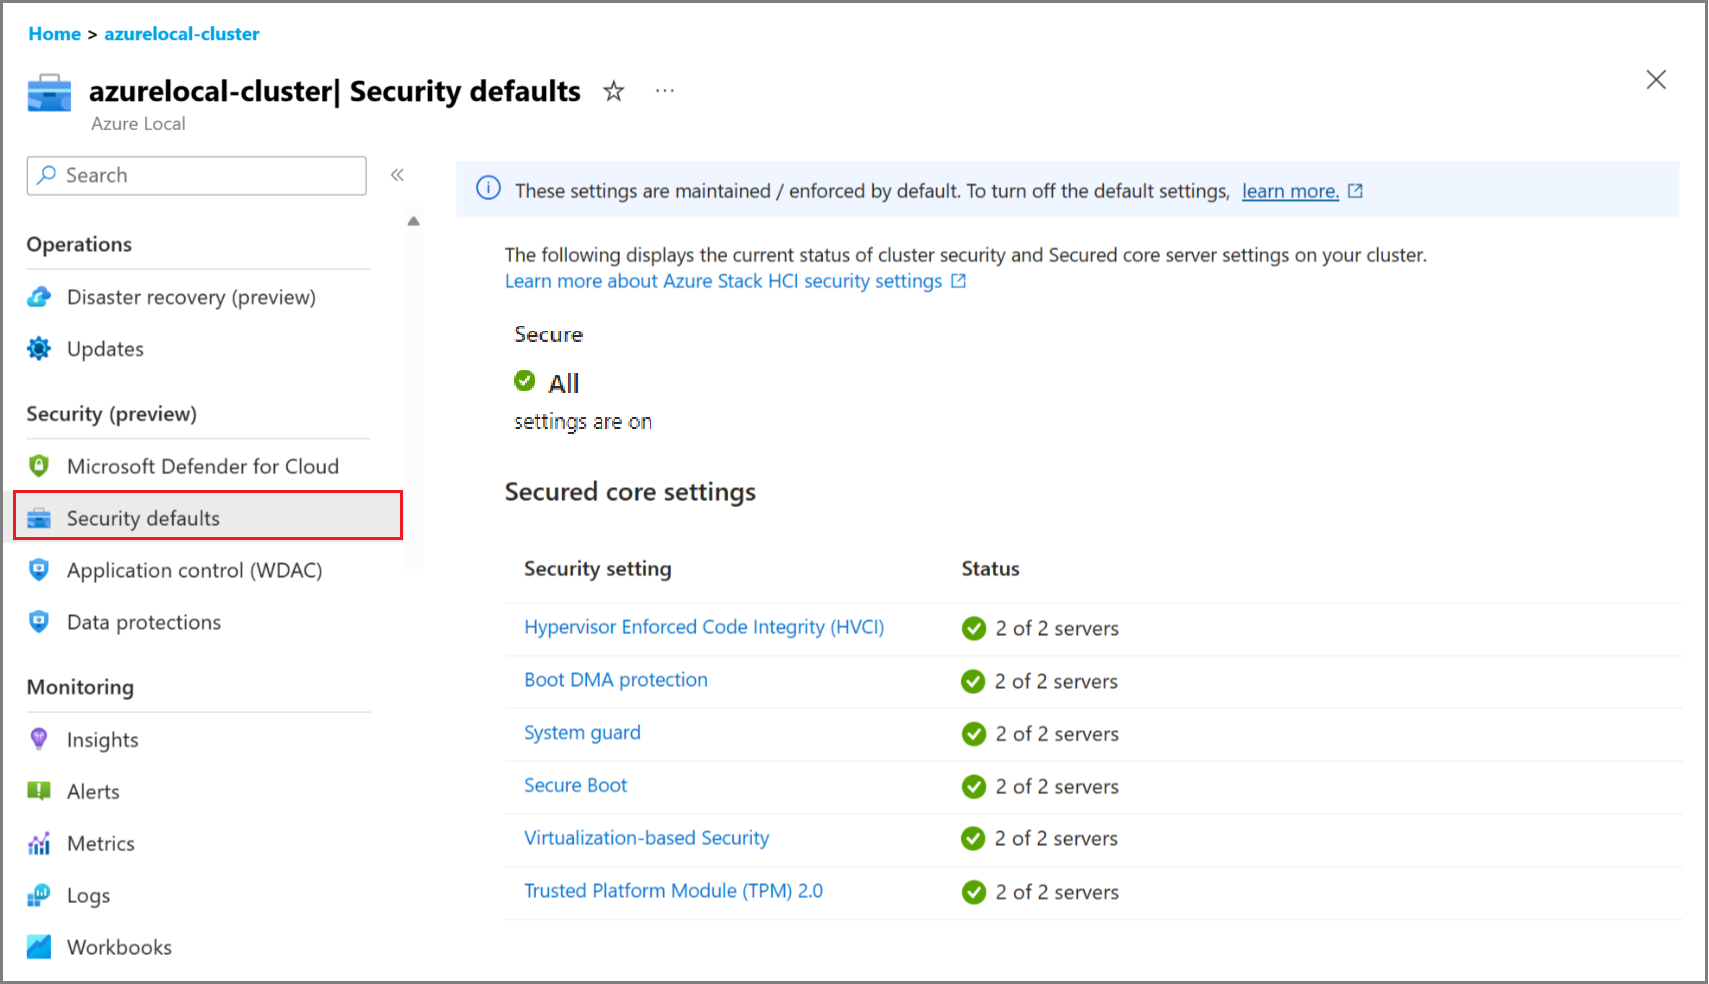 Home > azurelocal-cluster
azurelocal-cluster| Security defaults
Azure Local
Search
These settings are maintained / enforced by default. To turn off the default settings, learn more.
Operations
The following displays the current status of cluster security and Secured core server settings on your cluster.
Disaster recovery (preview)
Learn more about Azure Stack HCI security settings
Updates
Secure
All
settings are on
Security (preview)
Microsoft Defender for Cloud
Security defaults
Application control (WDAC)
Data protections
Monitoring
Insights
Alerts
Metrics
Logs
Workbooks
Secured core settings
Security setting Status
Hypervisor Enforced Code Integrity (HVCI) 2 of 2 servers
Boot DMA protection 2 of 2 servers
System guard 2 of 2 servers
Secure Boot 2 of 2 servers
Virtualization-based Security 2 of 2 servers
Trusted Platform Module (TPM) 2.0 2 of 2 servers